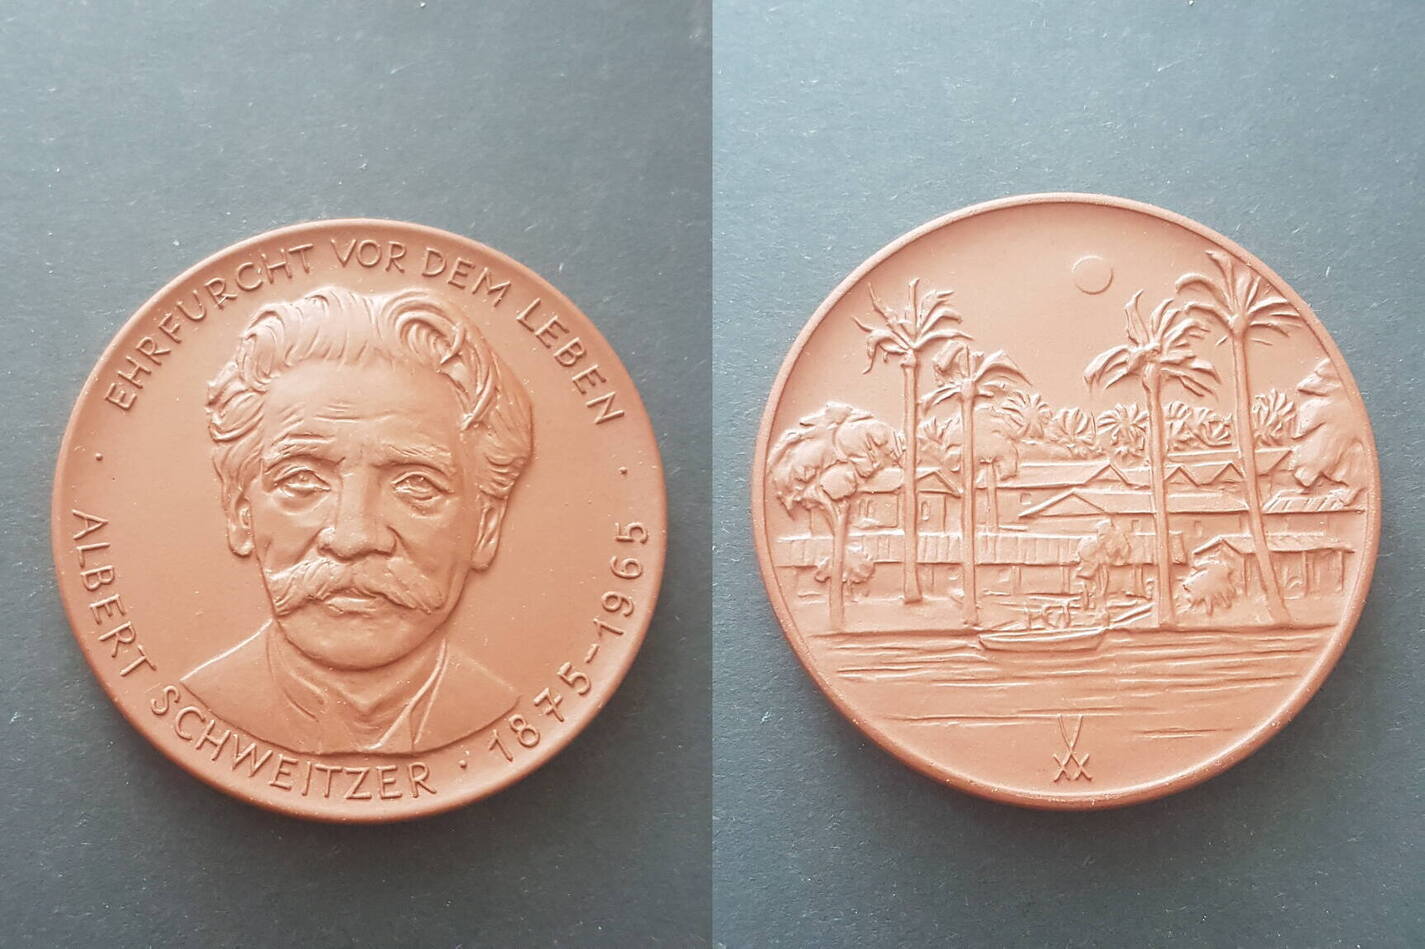 EHRFURCHT VOR DEM LEBEN
ALBERT SCHWEITZER · 1875-1965